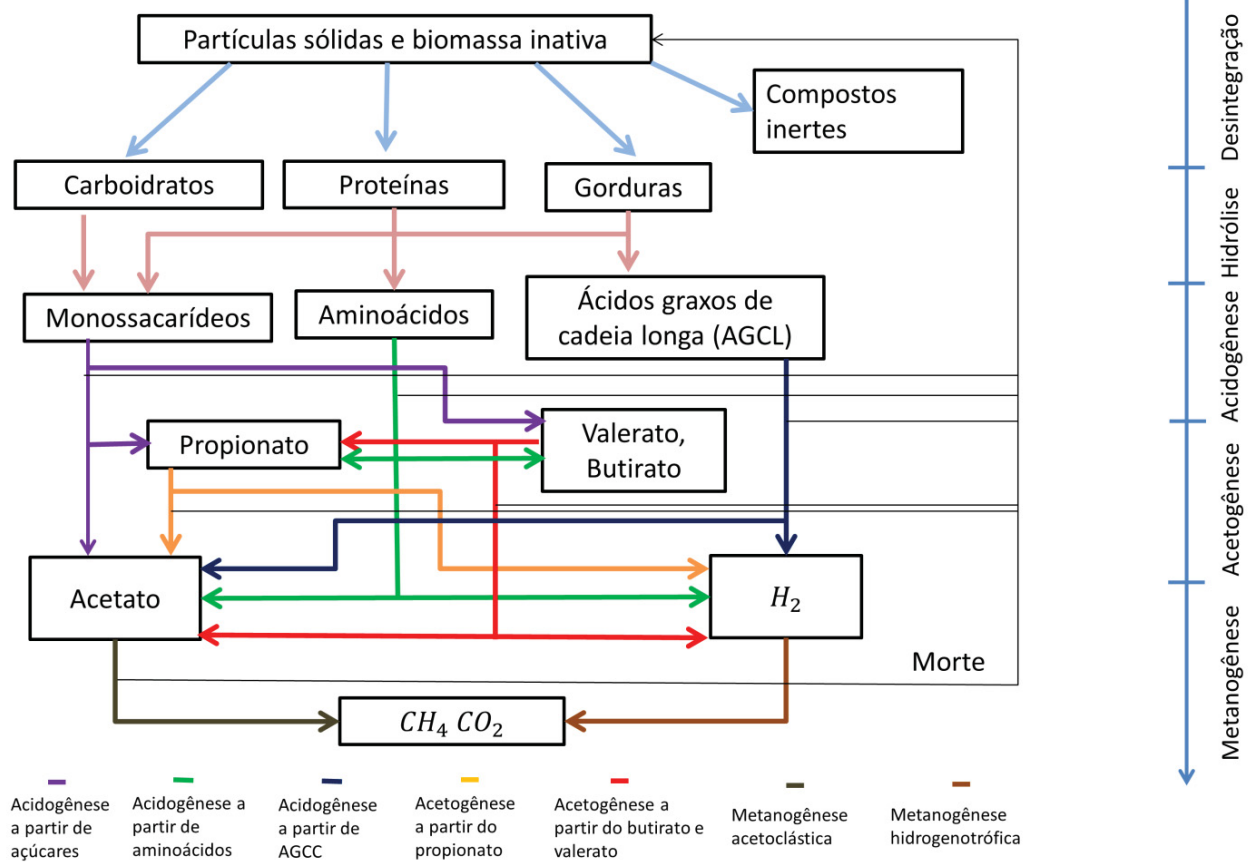 Partículas sólidas e biomassa inativa
Compostos
inertes
Carboidratos
Proteínas
Gorduras
Monossacarídeos
Aminoácidos
Ácidos graxos de
cadeia longa (AGCL)
Propionato
Valerato,
Butirato
Acetato
H₂
Morte
CH₄ CO₂
Desintegração
Hidrólise
Acidogênese
Acetogênese
Metanogênese
Acidogênese
a partir de
açúcares
Acidogênese a
partir de
aminoácidos
Acidogênese
a partir de
AGCC
Acetogênese
a partir do
propionato
Acetogênese a
partir do butirato e
valerato
Metanogênese
acetoclástica
Metanogênese
hidrogenotrófica